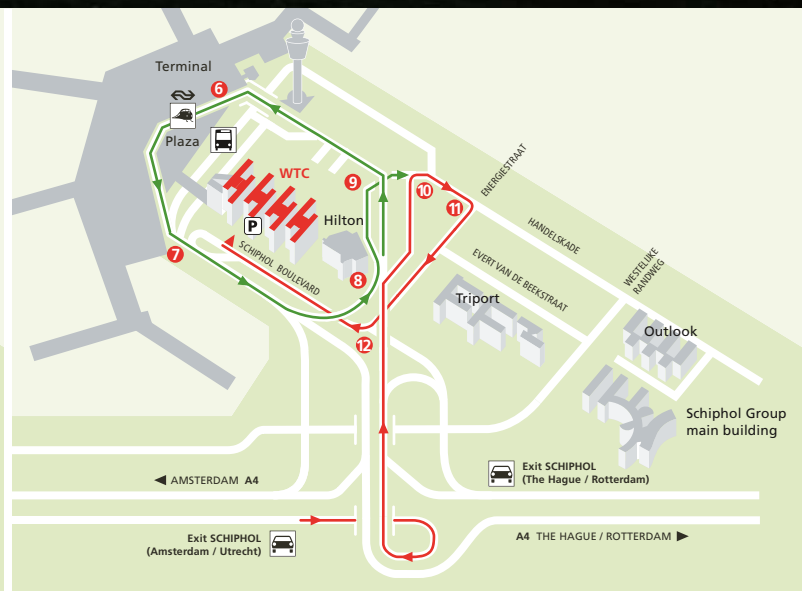 Terminal
6
Plaza
WTC
P
9
10
11
ENERGIESTRAAT
HANDELSKADE
Hilton
7
SCHIPHOL BOULEVARD
8
EVERT VAN DE BEEKSTRAAT
WESTELIJKE
RANDWEG
Triport
Outlook
12
Schiphol Group
main building
AMSTERDAM A4
Exit SCHIPHOL
(The Hague / Rotterdam)
Exit SCHIPHOL
(Amsterdam / Utrecht)
A4 THE HAGUE / ROTTERDAM